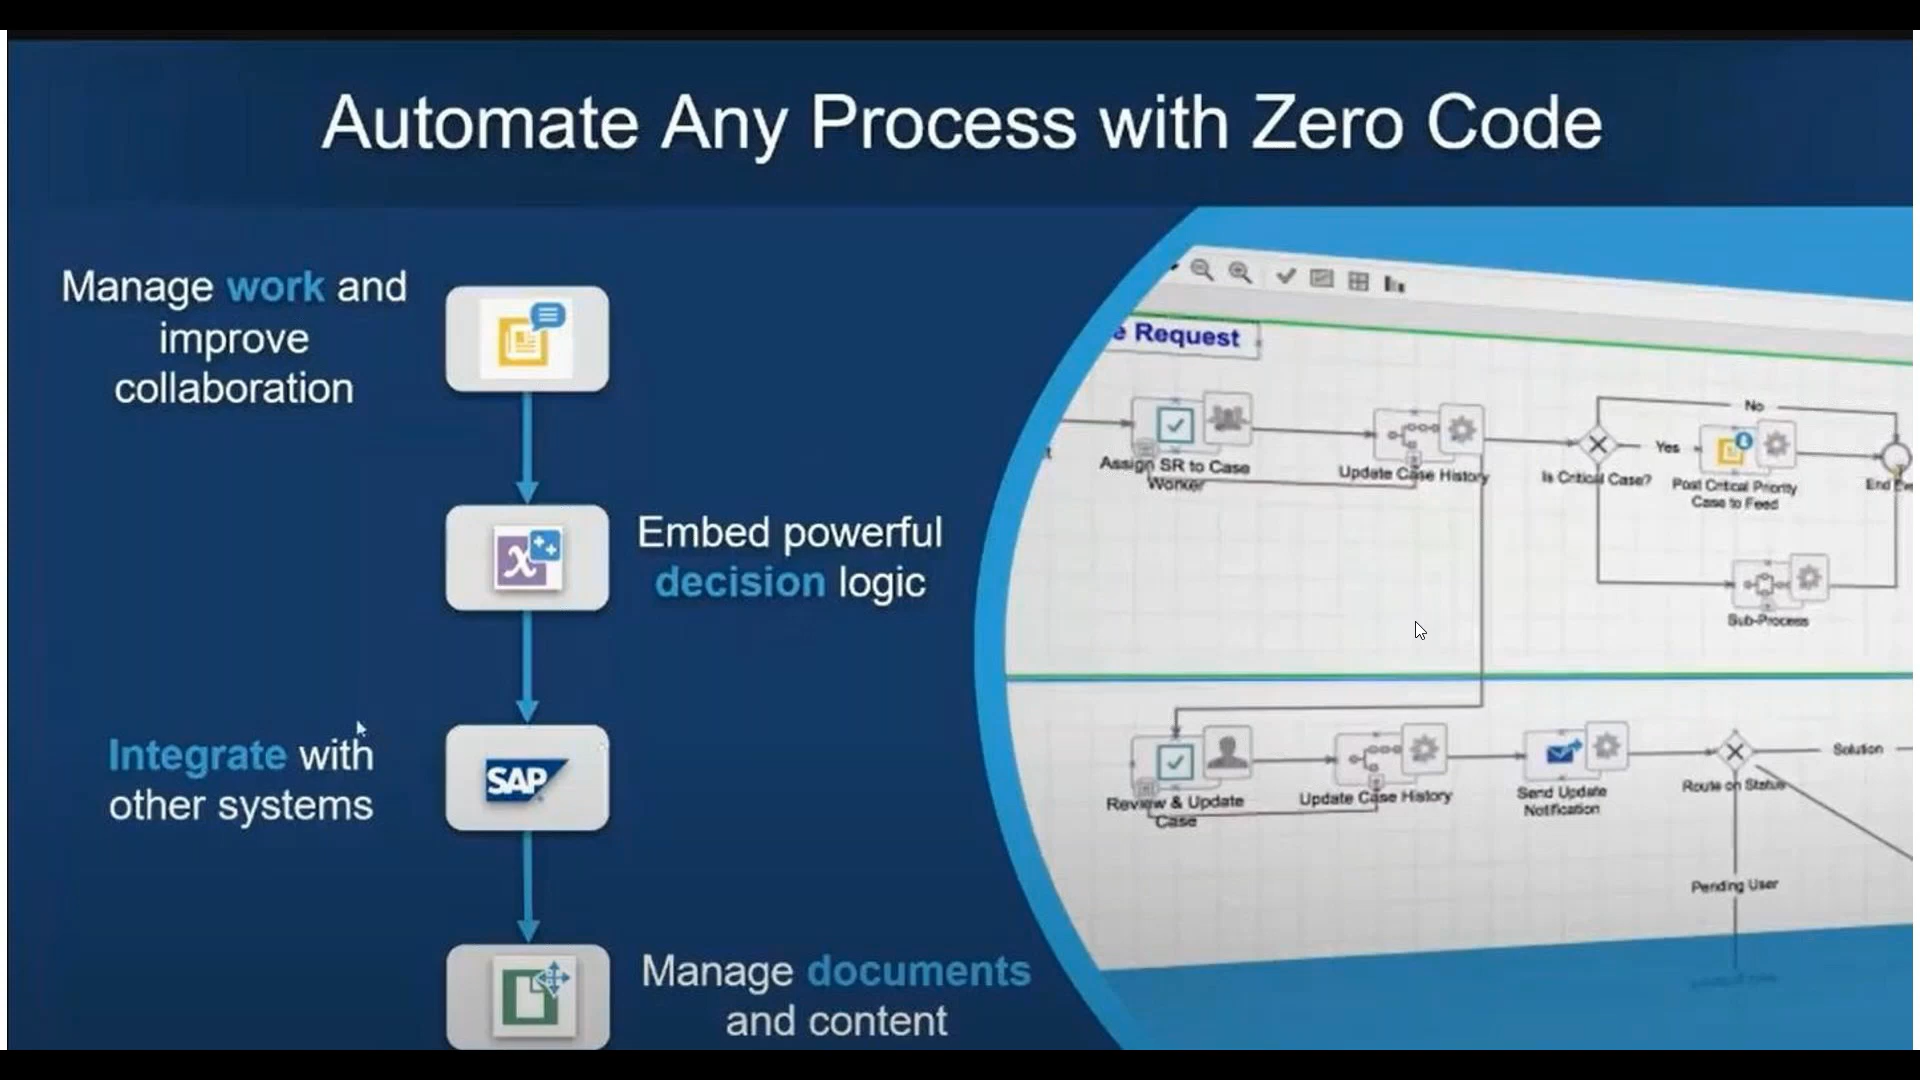 Automate Any Process with Zero Code
Manage work and
improve
collaboration
Embed powerful
decision logic
Integrate with
other systems
SAP
Manage documents
and content
Request
No
Yes
Assign SR to Case
Worker
Update Case History
Is Critical Case?
Post Critical Priority
Case to Feed
End
Sub-Process
Review & Update
Case
Update Case History
Send Update
Notification
Route on Status
Solution
Pending User